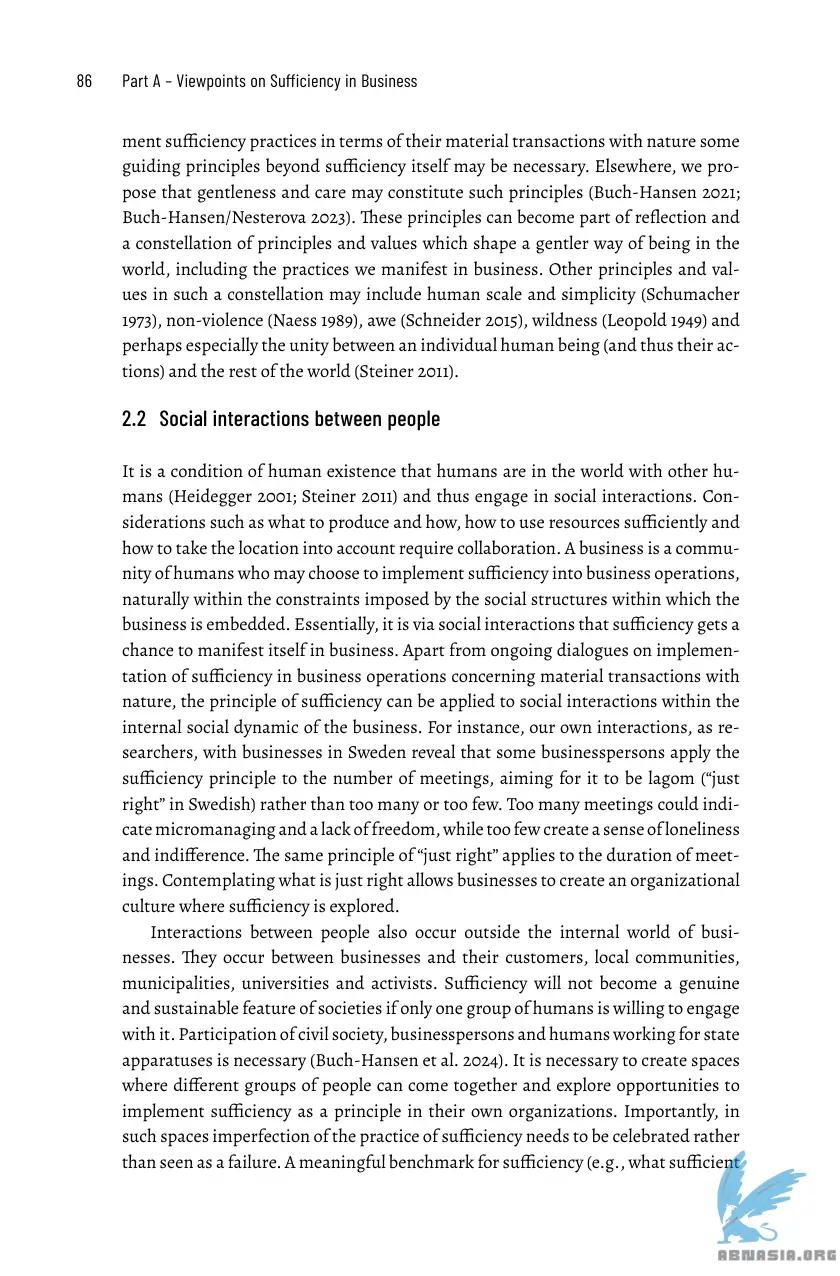 86 Part A – Viewpoints on Sufficiency in Business
ment sufficiency practices in terms of their material transactions with nature some
guiding principles beyond sufficiency itself may be necessary. Elsewhere, we pro-
pose that gentleness and care may constitute such principles (Buch-Hansen 2021;
Buch-Hansen/Nesterova 2023). These principles can become part of reflection and
a constellation of principles and values which shape a gentler way of being in the
world, including the practices we manifest in business. Other principles and val-
ues in such a constellation may include human scale and simplicity (Schumacher
1973), non-violence (Naess 1989), awe (Schneider 2015), wildness (Leopold 1949) and
perhaps especially the unity between an individual human being (and thus their ac-
tions) and the rest of the world (Steiner 2011).
2.2 Social interactions between people
It is a condition of human existence that humans are in the world with other hu-
mans (Heidegger 2001; Steiner 2011) and thus engage in social interactions. Con-
siderations such as what to produce and how, how to use resources sufficiently and
how to take the location into account require collaboration. A business is a commu-
nity of humans who may choose to implement sufficiency into business operations,
naturally within the constraints imposed by the social structures within which the
business is embedded. Essentially, it is via social interactions that sufficiency gets a
chance to manifest itself in business. Apart from ongoing dialogues on implemen-
tation of sufficiency in business operations concerning material transactions with
nature, the principle of sufficiency can be applied to social interactions within the
internal social dynamic of the business. For instance, our own interactions, as re-
searchers, with businesses in Sweden reveal that some businesspersons apply the
sufficiency principle to the number of meetings, aiming for it to be lagom (“just
right” in Swedish) rather than too many or too few. Too many meetings could indi-
cate micromanaging and a lack of freedom, while too few create a sense of loneliness
and indifference. The same principle of “just right” applies to the duration of meet-
ings. Contemplating what is just right allows businesses to create an organizational
culture where sufficiency is explored.
Interactions between people also occur outside the internal world of busi-
nesses. They occur between businesses and their customers, local communities,
municipalities, universities and activists. Sufficiency will not become a genuine
and sustainable feature of societies if only one group of humans is willing to engage
with it. Participation of civil society, businesspersons and humans working for state
apparatuses is necessary (Buch-Hansen et al. 2024). It is necessary to create spaces
where different groups of people can come together and explore opportunities to
implement sufficiency as a principle in their own organizations. Importantly, in
such spaces imperfection of the practice of sufficiency needs to be celebrated rather
than seen as a failure. A meaningful benchmark for sufficiency (e.g., what sufficient
ABNASIA.ORG